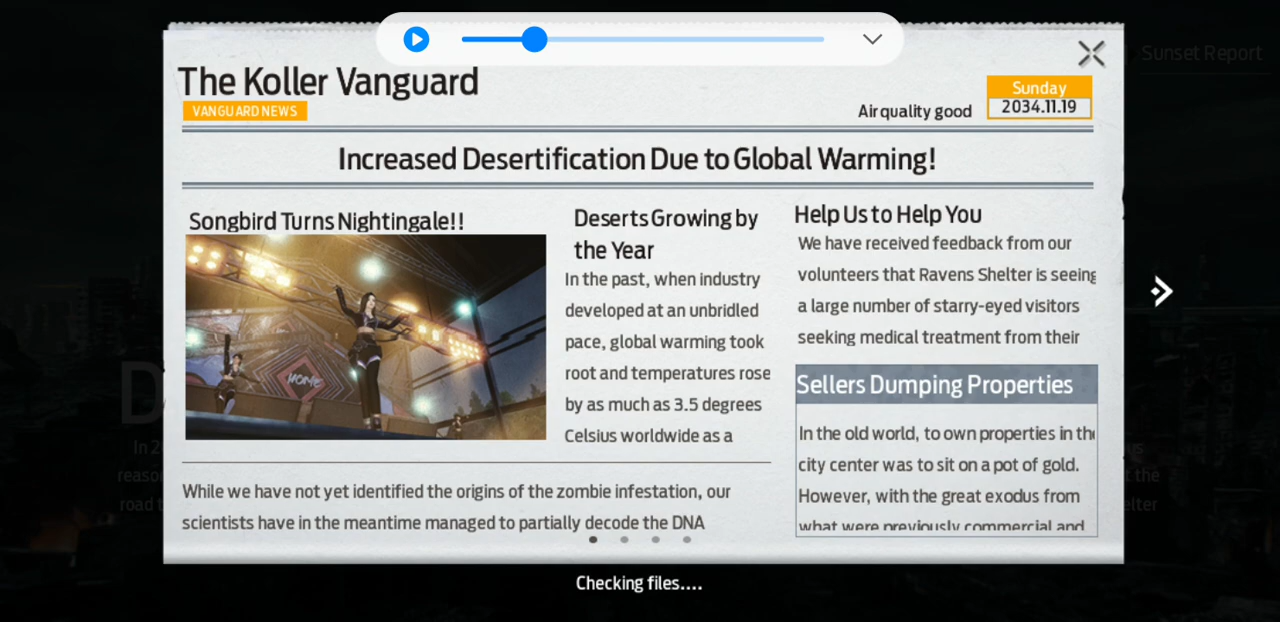 Sunset Report
The Koller Vanguard
VANGUARD NEWS
Air quality good
Sunday
2034.11.19
Increased Desertification Due to Global Warming!
Songbird Turns Nightingale!!
HOME
Deserts Growing by
the Year
In the past, when industry
developed at an unbridled
pace, global warming took
root and temperatures rose
by as much as 3.5 degrees
Celsius worldwide as a
While we have not yet identified the origins of the zombie infestation, our
scientists have in the meantime managed to partially decode the DNA
Help Us to Help You
We have received feedback from our
volunteers that Ravens Shelter is seeing
a large number of starry-eyed visitors
seeking medical treatment from their
Sellers Dumping Properties
In the old world, to own properties in the
city center was to sit on a pot of gold.
However, with the great exodus from
what were previously commercial and
Checking files....